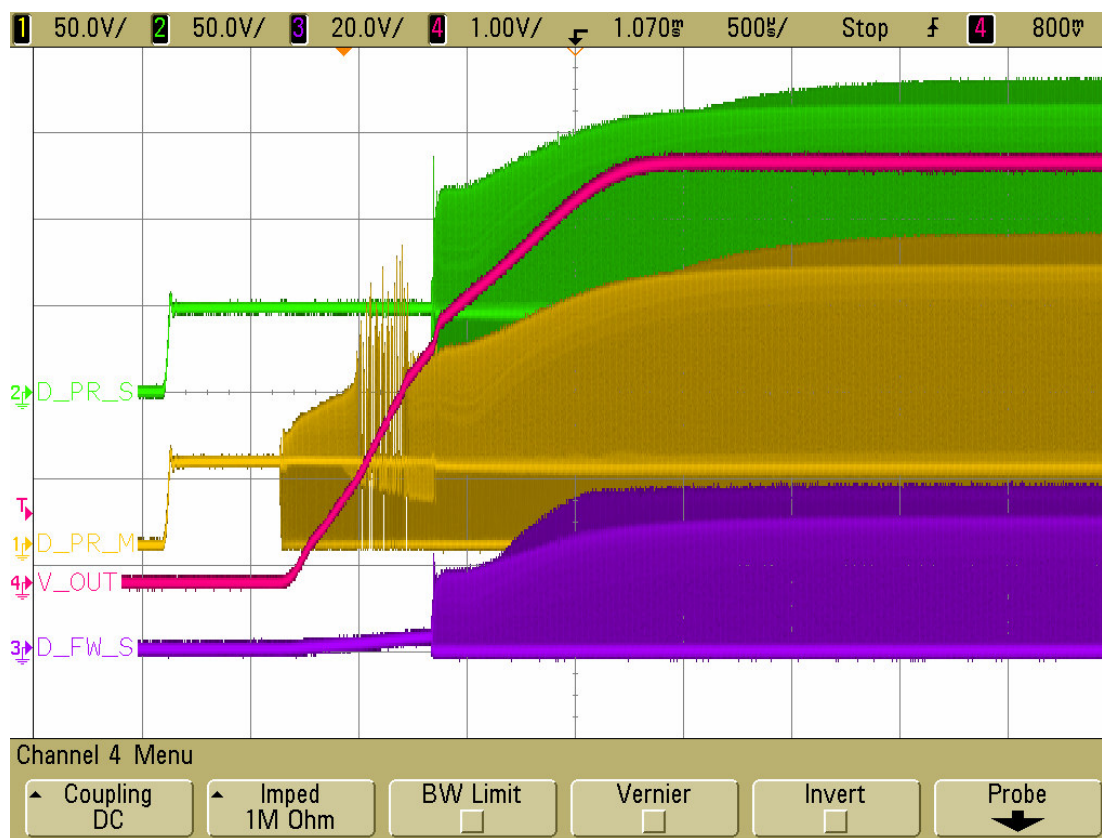 1 50.0V/ 2 50.0V/ 3 20.0V/ 4 1.00V/ 1.070ms 500µs/ Stop 4 800mV
2 D_PR_S
T
1 D_PR_M
4 V_OUT
3 D_FW_S
Channel 4 Menu
Coupling
DC
Imped
1M Ohm
BW Limit
Vernier
Invert
Probe